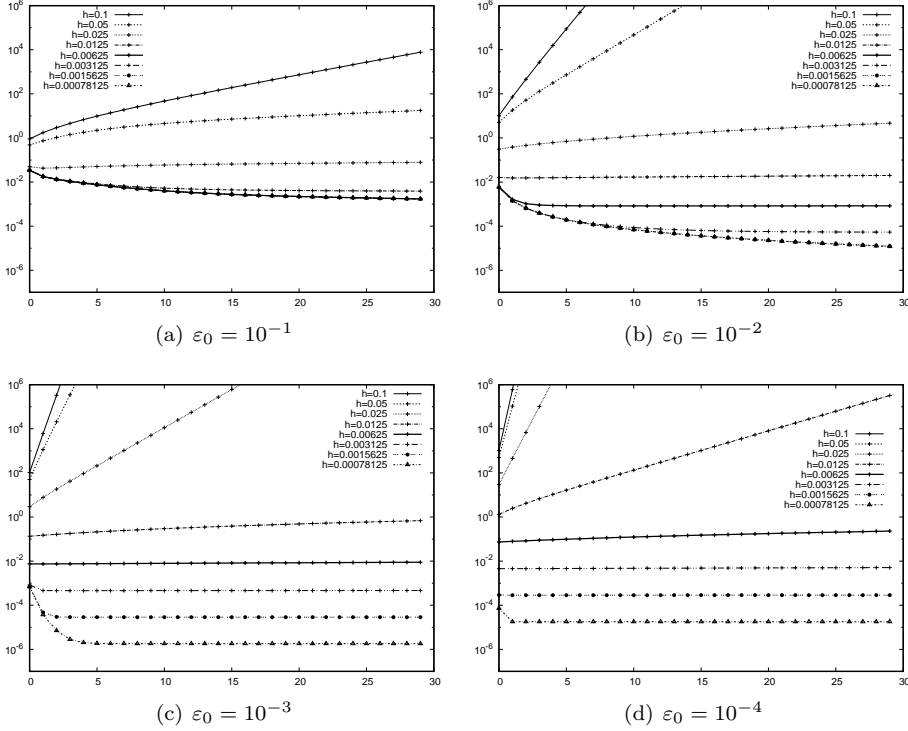 h=0.1
h=0.05
h=0.025
h=0.0125
h=0.00625
h=0.003125
h=0.0015625
h=0.00078125
10^6
10^4
10^2
10^0
10^-2
10^-4
10^-6
0 5 10 15 20 25 30
(a) ε₀ = 10⁻¹
h=0.1
h=0.05
h=0.025
h=0.0125
h=0.00625
h=0.003125
h=0.0015625
h=0.00078125
10^6
10^4
10^2
10^0
10^-2
10^-4
10^-6
0 5 10 15 20 25 30
(b) ε₀ = 10⁻²
h=0.1
h=0.05
h=0.025
h=0.0125
h=0.00625
h=0.003125
h=0.0015625
h=0.00078125
10^6
10^4
10^2
10^0
10^-2
10^-4
10^-6
0 5 10 15 20 25 30
(c) ε₀ = 10⁻³
h=0.1
h=0.05
h=0.025
h=0.0125
h=0.00625
h=0.003125
h=0.0015625
h=0.00078125
10^6
10^4
10^2
10^0
10^-2
10^-4
10^-6
0 5 10 15 20 25 30
(d) ε₀ = 10⁻⁴